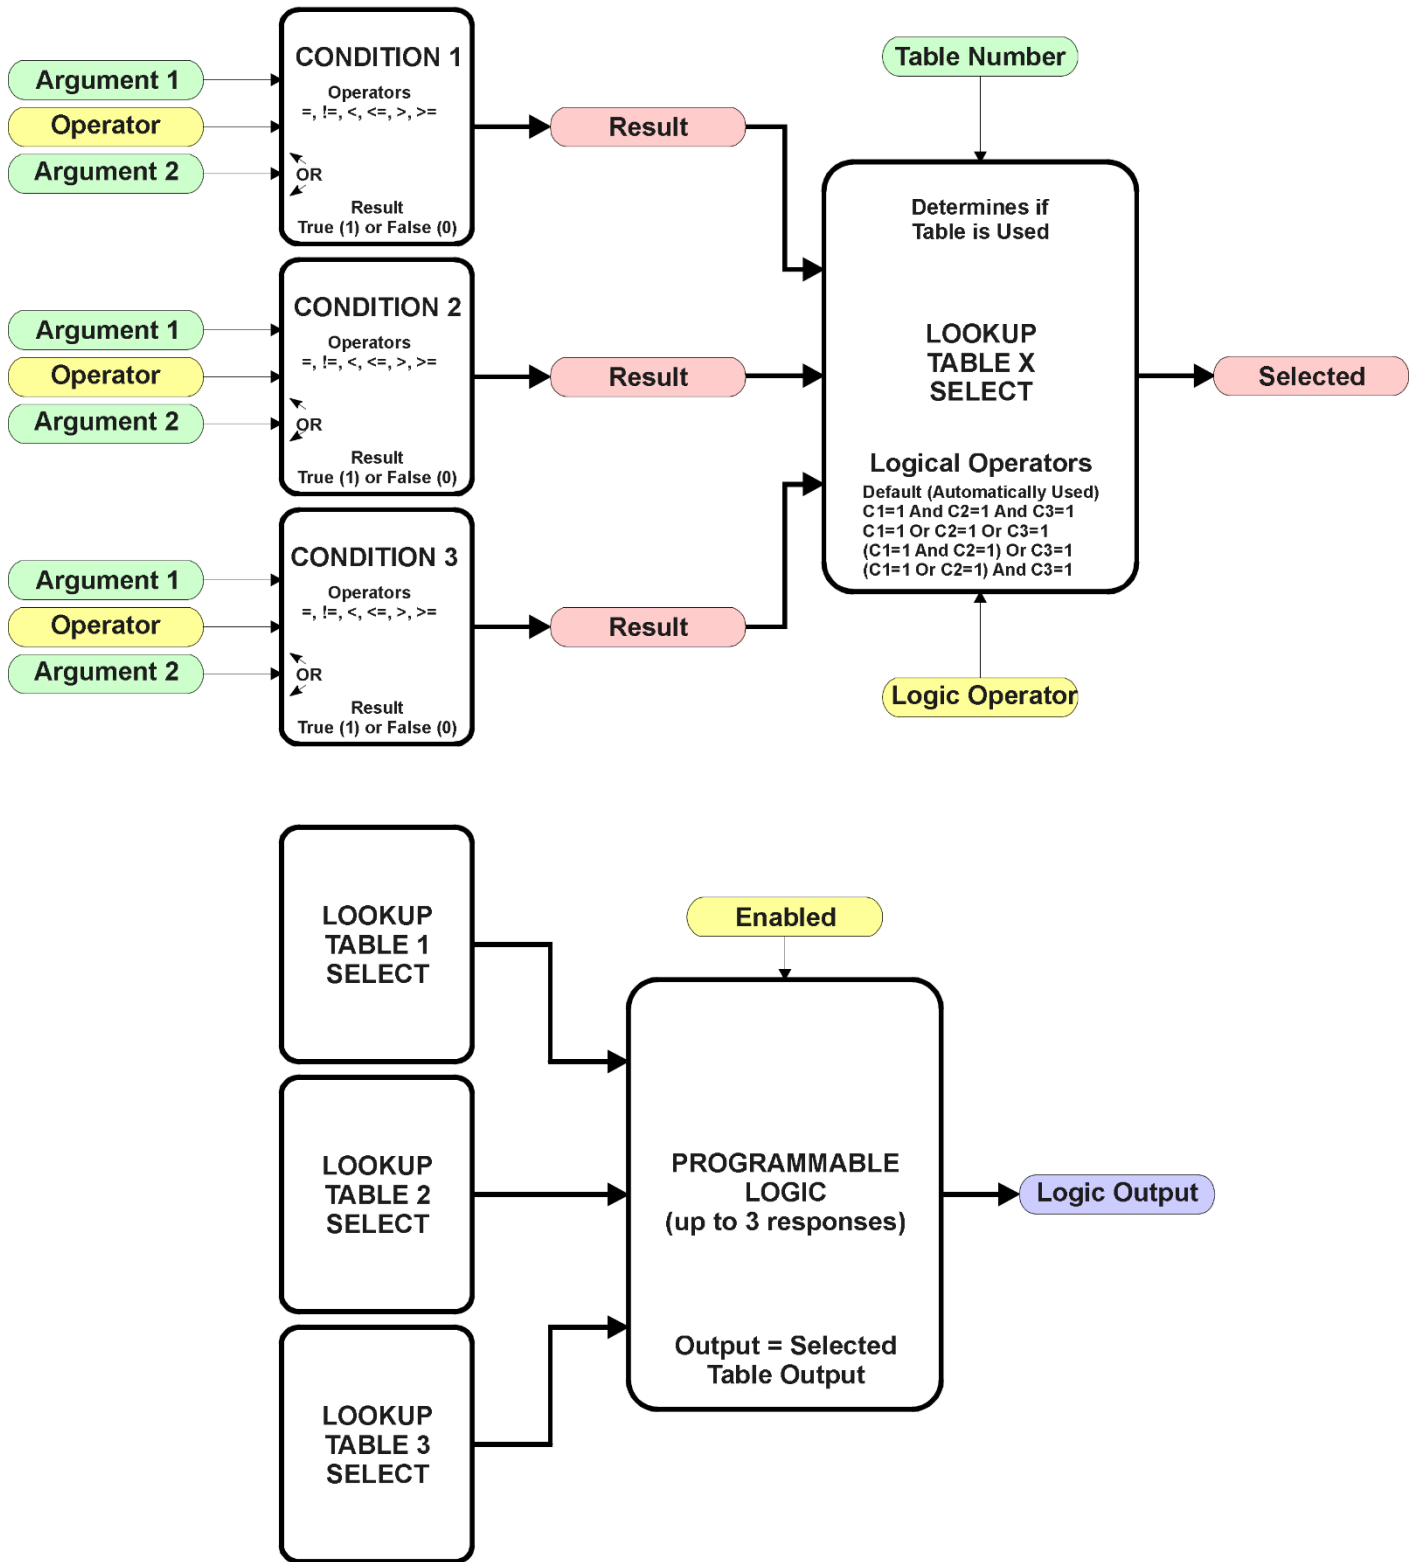 Argument 1
Operator
Argument 2
CONDITION 1
Operators
=, !=, <, <=, >, >=
OR
Result
True (1) or False (0)
Result
Argument 1
Operator
Argument 2
CONDITION 2
Operators
=, !=, <, <=, >, >=
OR
Result
True (1) or False (0)
Result
Argument 1
Operator
Argument 2
CONDITION 3
Operators
=, !=, <, <=, >, >=
OR
Result
True (1) or False (0)
Result
Table Number
Determines if
Table is Used
LOOKUP
TABLE X
SELECT
Logical Operators
Default (Automatically Used)
C1=1 And C2=1 And C3=1
C1=1 Or C2=1 Or C3=1
(C1=1 And C2=1) Or C3=1
(C1=1 Or C2=1) And C3=1
Logic Operator
Selected
LOOKUP
TABLE 1
SELECT
LOOKUP
TABLE 2
SELECT
LOOKUP
TABLE 3
SELECT
Enabled
PROGRAMMABLE
LOGIC
(up to 3 responses)
Output = Selected
Table Output
Logic Output